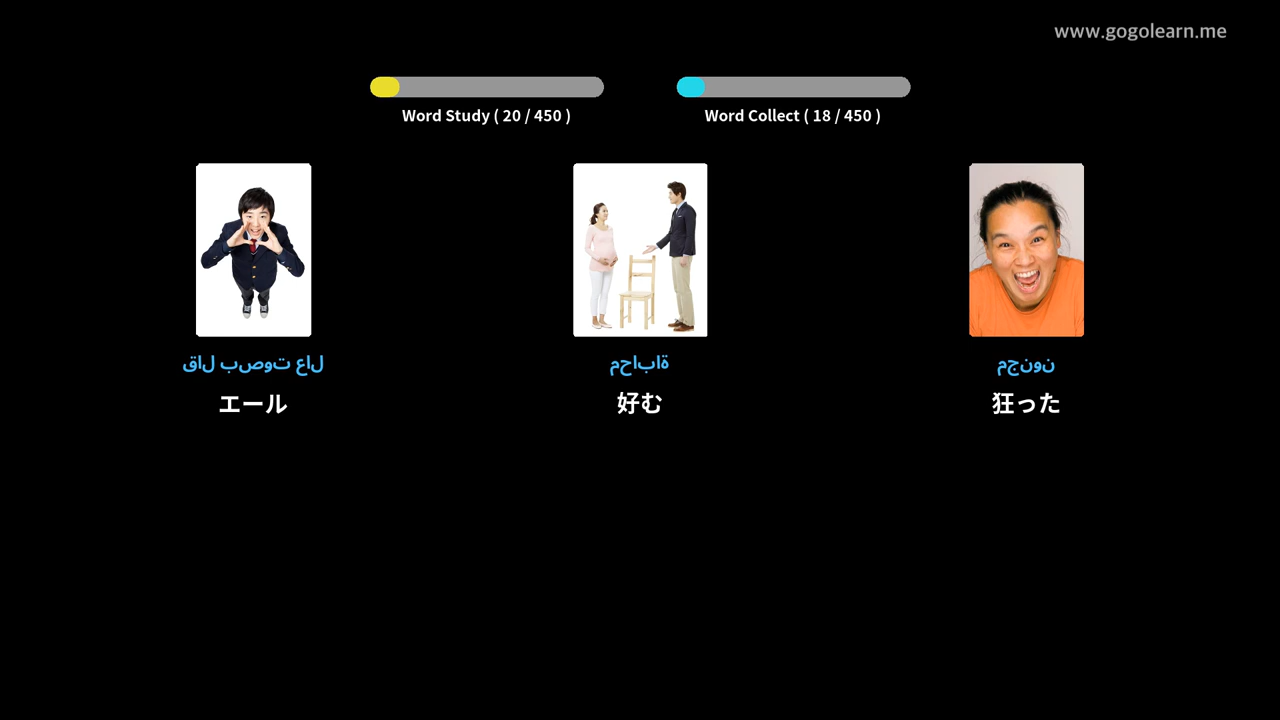 www.gogolearn.me
Word Study ( 20 / 450 )
Word Collect ( 18 / 450 )
قال بصوت عال
محاباة
مجنون
エール
好む
狂った